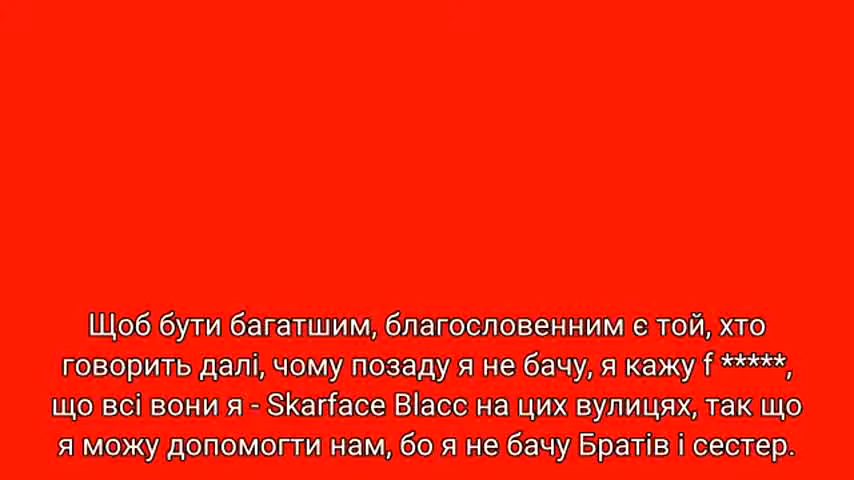 Щоб бути багатшим, благословенним є той, хто
говорить далі, чому позаду я не бачу, я кажу f *****,
що всі вони я - Skarface Blacc на цих вулицях, так що
я можу допомогти нам, бо я не бачу Братів і сестер.